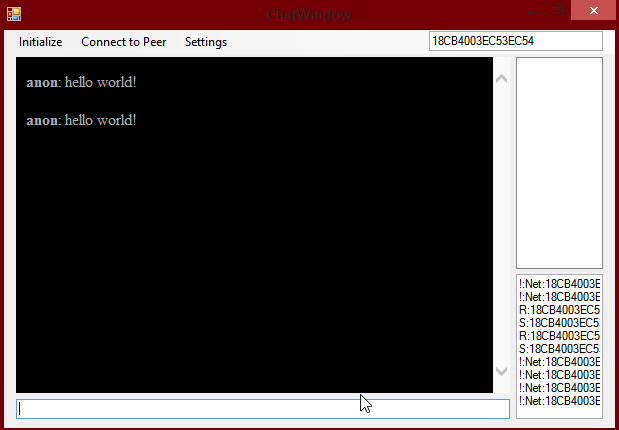 ChatWindow
Initialize Connect to Peer Settings 18CB4003EC53EC54
anon: hello world!
anon: hello world!
!:Net:18CB4003E
!:Net:18CB4003E
R:18CB4003EC5
S:18CB4003EC5
R:18CB4003EC5
S:18CB4003EC5
!:Net:18CB4003E
!:Net:18CB4003E
!:Net:18CB4003E
!:Net:18CB4003E